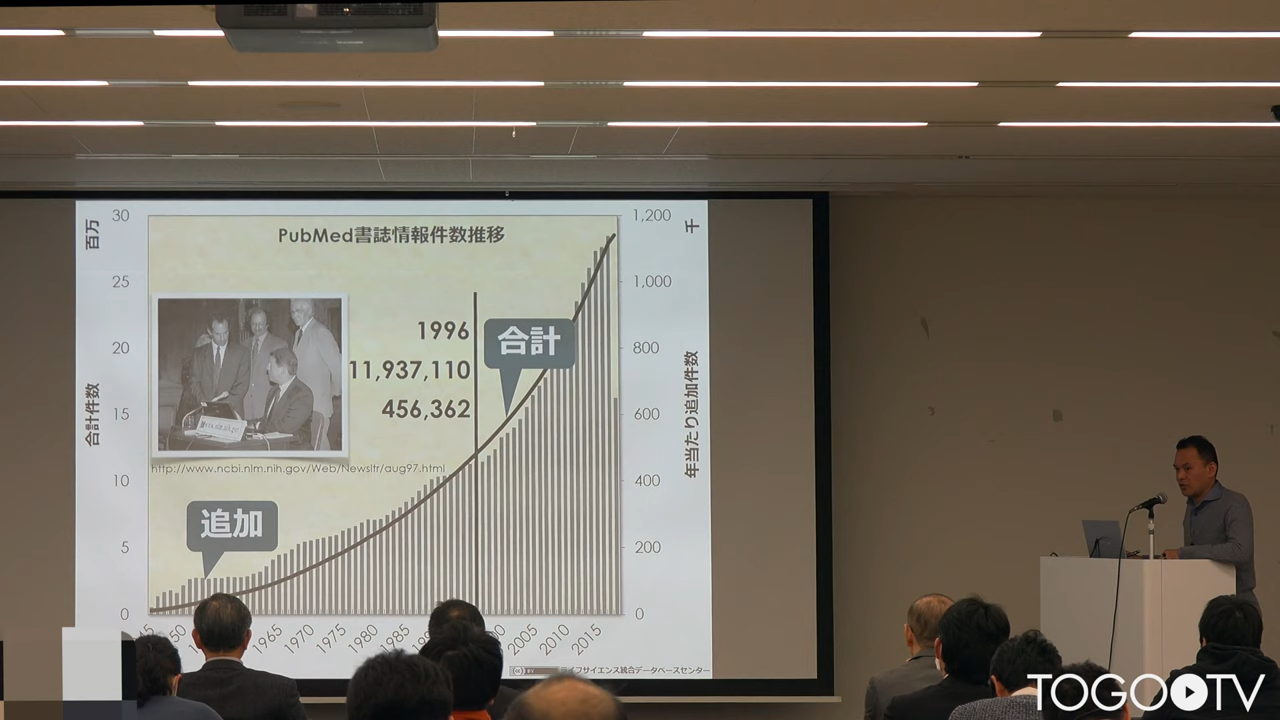 百万
30
25
20
15
10
5
0
合計件数
PubMed書誌情報件数推移
1996
11,937,110
456,362
合計
追加
http://www.ncbi.nlm.nih.gov/Web/Newsltr/aug97.html
千
1,200
1,000
800
600
400
200
0
年当たり追加件数
1965
1970
1975
1980
1985
2005
2010
2015
ライフサイエンス統合データベースセンター
TOGOTV